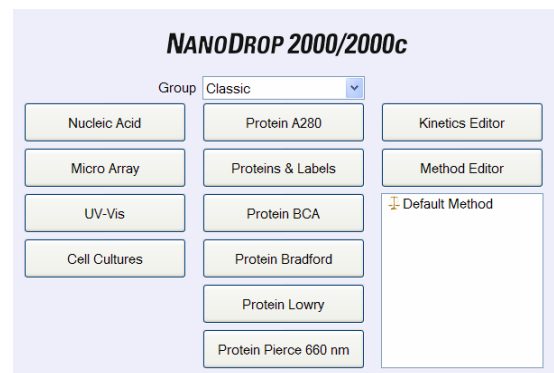 NANODROP 2000/2000c
Group Classic
Nucleic Acid
Protein A280
Kinetics Editor
Micro Array
Proteins & Labels
Method Editor
UV-Vis
Protein BCA
Default Method
Cell Cultures
Protein Bradford
Protein Lowry
Protein Pierce 660 nm